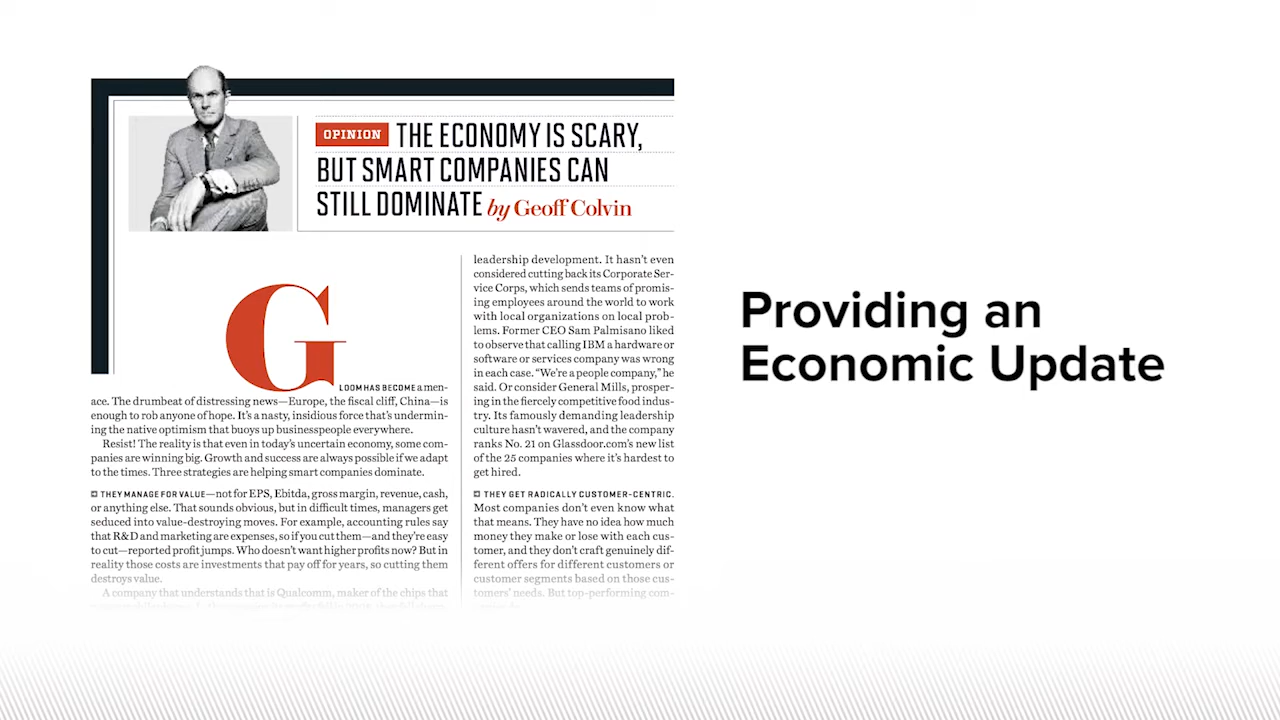 OPINION THE ECONOMY IS SCARY,
BUT SMART COMPANIES CAN
STILL DOMINATE by Geoff Colvin
GLOOM HAS BECOME a men-
ace. The drumbeat of distressing news—Europe, the fiscal cliff, China—is
enough to rob anyone of hope. It's a nasty, insidious force that's undermin-
ing the native optimism that buoys up businesspeople everywhere.
Resist! The reality is that even in today's uncertain economy, some com-
panies are winning big. Growth and success are always possible if we adapt
to the times. Three strategies are helping smart companies dominate.
THEY MANAGE FOR VALUE—not for EPS, Ebitda, gross margin, revenue, cash,
or anything else. That sounds obvious, but in difficult times, managers get
seduced into value-destroying moves. For example, accounting rules say
that R&D and marketing are expenses, so if you cut them—and they're easy
to cut—reported profit jumps. Who doesn't want higher profits now? But in
reality those costs are investments that pay off for years, so cutting them
destroys value.
A company that understands that is Qualcomm, maker of the chips that
leadership development. It hasn't even
considered cutting back its Corporate Ser-
vice Corps, which sends teams of promis-
ing employees around the world to work
with local organizations on local prob-
lems. Former CEO Sam Palmisano liked
to observe that calling IBM a hardware or
software or services company was wrong
in each case. “We're a people company,” he
said. Or consider General Mills, prosper-
ing in the fiercely competitive food indus-
try. Its famously demanding leadership
culture hasn't wavered, and the company
ranks No. 21 on Glassdoor.com's new list
of the 25 companies where it's hardest to
get hired.
THEY GET RADICALLY CUSTOMER-CENTRIC.
Most companies don't even know what
that means. They have no idea how much
money they make or lose with each cus-
tomer, and they don't craft genuinely dif-
ferent offers for different customers or
customer segments based on those cus-
tomers' needs. But top-performing com-
Providing an
Economic Update